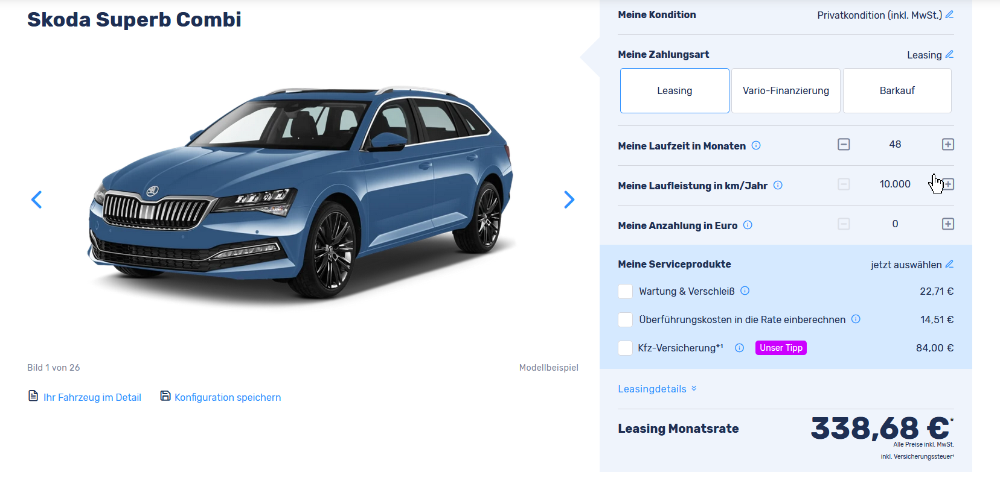 Skoda Superb Combi
Bild 1 von 26
Modellbeispiel
Ihr Fahrzeug im Detail
Konfiguration speichern
Meine Kondition
Privatkondition (inkl. MwSt.)
Meine Zahlungsart
Leasing
Leasing
Vario-Finanzierung
Barkauf
Meine Laufzeit in Monaten
48
Meine Laufleistung in km/Jahr
10.000
Meine Anzahlung in Euro
0
Meine Serviceprodukte
jetzt auswählen
Wartung & Verschleiß
22,71 €
Überführungskosten in die Rate einberechnen
14,51 €
Kfz-Versicherung*¹
Unser Tipp
84,00 €
Leasingdetails
Leasing Monatsrate
338,68 €*
Alle Preise inkl. MwSt.
inkl. Versicherungssteuer¹